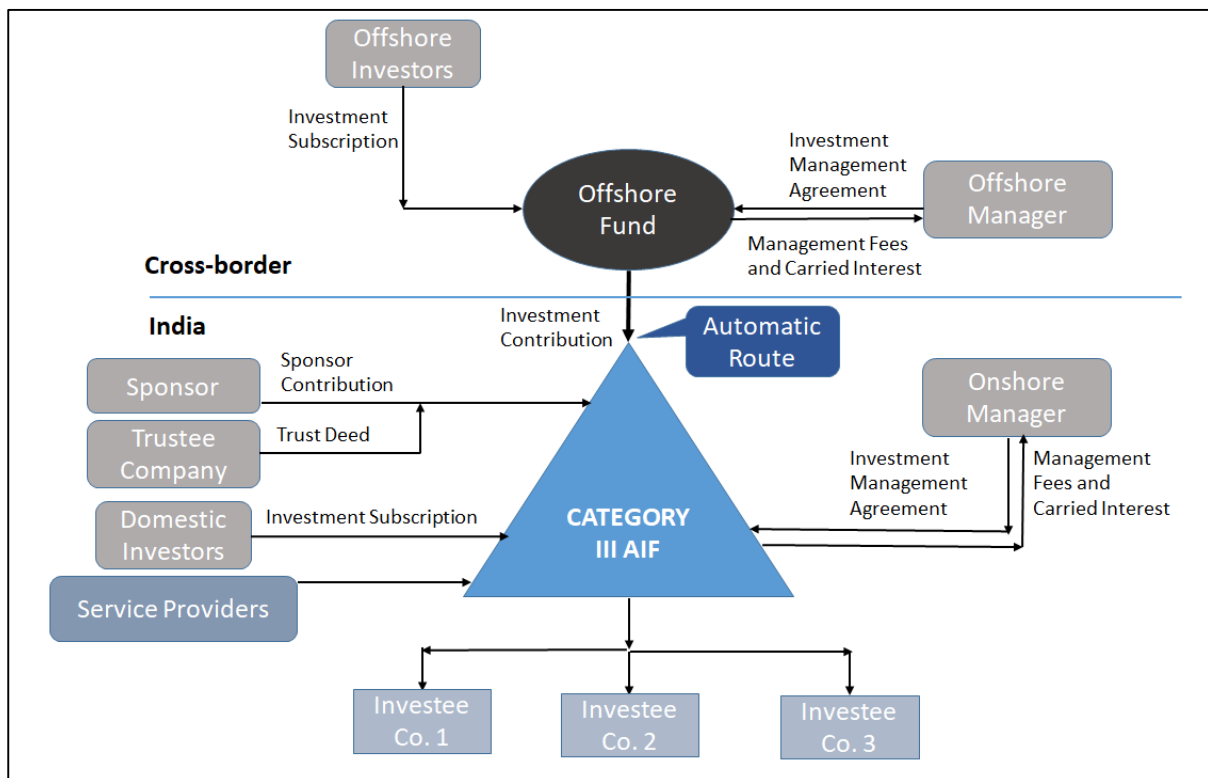 Offshore
Investors
Investment
Subscription
Offshore
Fund
Investment
Management
Agreement
Offshore
Manager
Management Fees
and Carried Interest
Cross-border
India
Investment
Contribution
Automatic
Route
Sponsor
Sponsor
Contribution
Trustee
Company
Trust Deed
Onshore
Manager
Investment
Management
Agreement
Management
Fees and
Carried Interest
Domestic
Investors
Investment Subscription
CATEGORY
III AIF
Service Providers
Investee
Co. 1
Investee
Co. 2
Investee
Co. 3